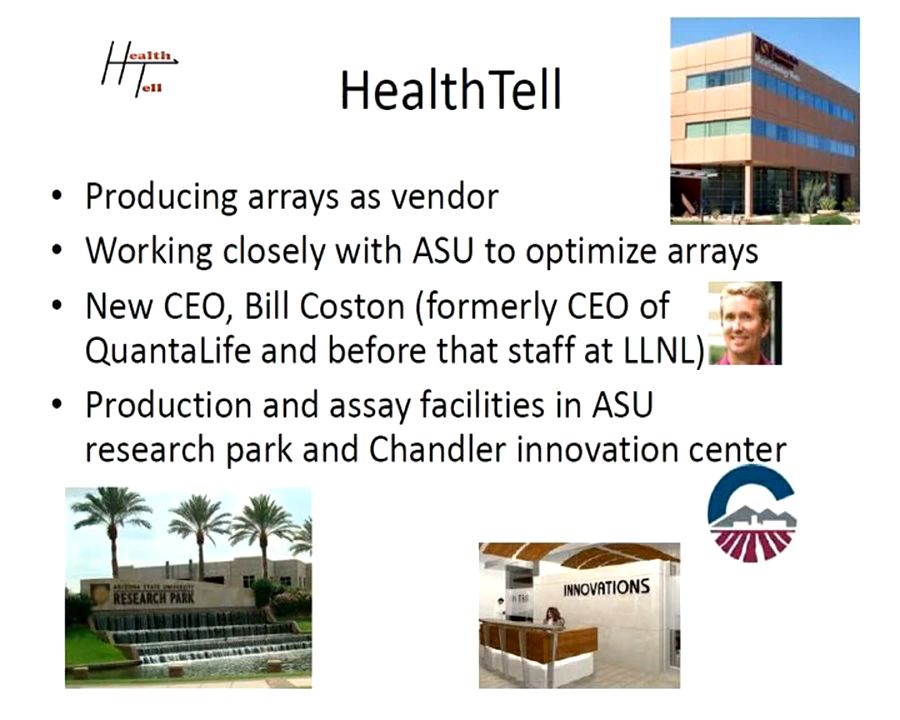 Health
Tell
HealthTell
• Producing arrays as vendor
• Working closely with ASU to optimize arrays
• New CEO, Bill Coston (formerly CEO of
QuantaLife and before that staff at LLNL)
• Production and assay facilities in ASU
research park and Chandler innovation center
ARIZONA STATE UNIVERSITY
RESEARCH PARK
INNOVATIONS